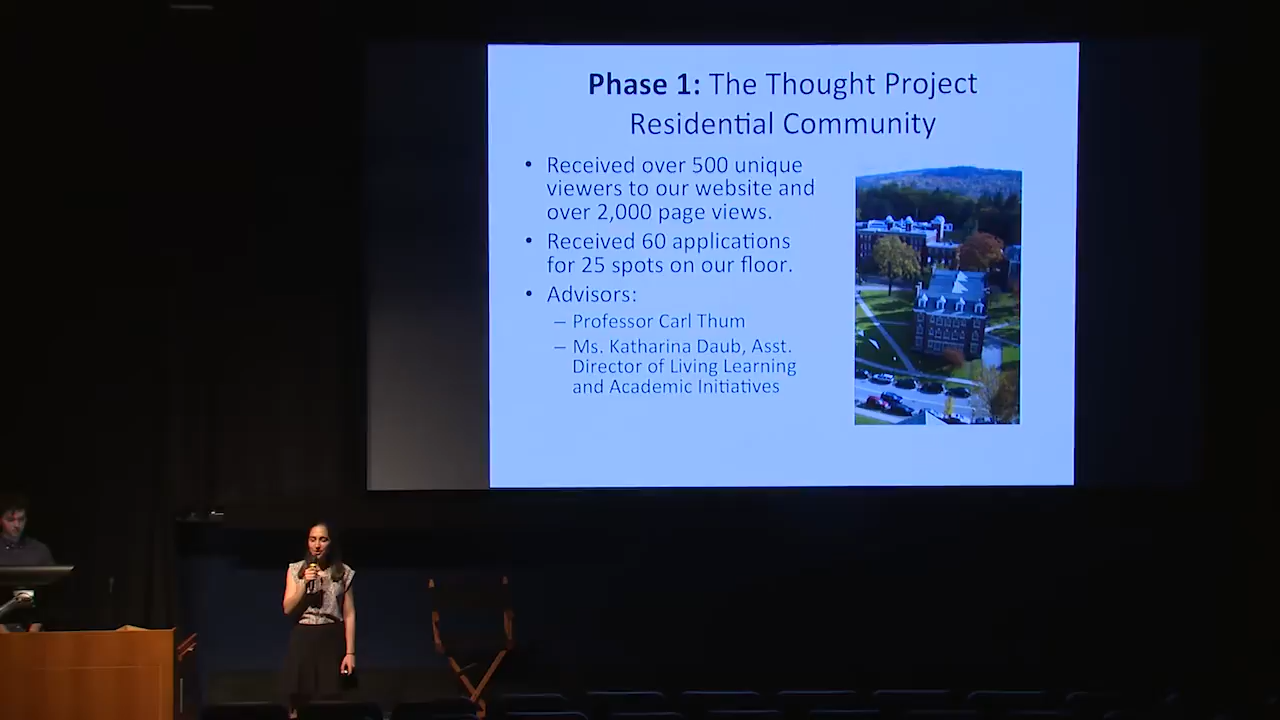 Phase 1: The Thought Project
Residential Community
• Received over 500 unique
viewers to our website and
over 2,000 page views.
• Received 60 applications
for 25 spots on our floor.
• Advisors:
– Professor Carl Thum
– Ms. Katharina Daub, Asst.
Director of Living Learning
and Academic Initiatives